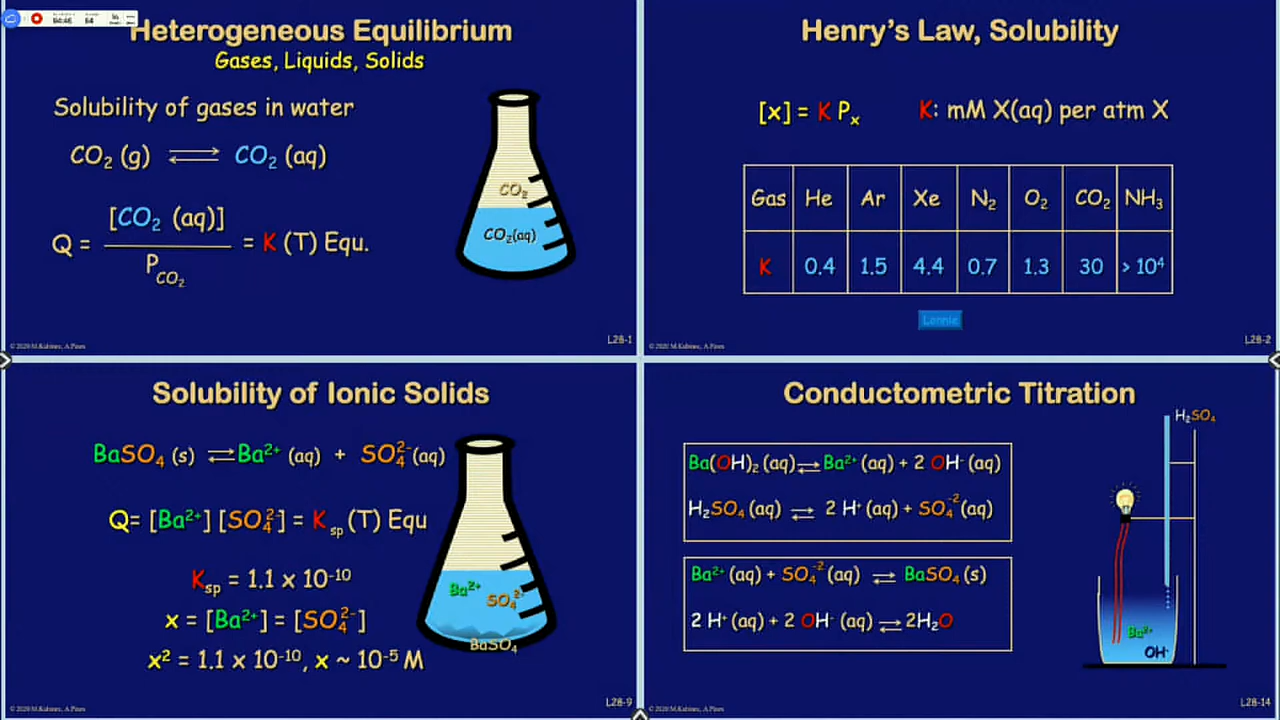 Heterogeneous Equilibrium
Gases, Liquids, Solids
Solubility of gases in water
CO₂ (g) ⇌ CO₂ (aq)
Q = [CO₂ (aq)] / P_CO₂ = K (T) Equ.
CO₂
CO₂(aq)
© 2020 M.Kubinec, A.Pines
L28-1
Henry's Law, Solubility
[x] = K Pₓ K: mM X(aq) per atm X
Gas He Ar Xe N₂ O₂ CO₂ NH₃
K 0.4 1.5 4.4 0.7 1.3 30 > 10⁴
Lonnie
© 2020 M.Kubinec, A.Pines
L28-2
Solubility of Ionic Solids
BaSO₄ (s) ⇌ Ba²⁺ (aq) + SO₄²⁻ (aq)
Q= [Ba²⁺] [SO₄²⁻] = Ksp (T) Equ
Ksp = 1.1 x 10⁻¹⁰
x = [Ba²⁺] = [SO₄²⁻]
x² = 1.1 x 10⁻¹⁰, x ~ 10⁻⁵ M
Ba²⁺
SO₄²⁻
BaSO₄
© 2020 M.Kubinec, A.Pines
L28-9
Conductometric Titration
H₂SO₄
Ba(OH)₂ (aq) ⇌ Ba²⁺ (aq) + 2 OH⁻ (aq)
H₂SO₄ (aq) ⇌ 2 H⁺ (aq) + SO₄⁻² (aq)
Ba²⁺ (aq) + SO₄⁻² (aq) ⇌ BaSO₄ (s)
2 H⁺ (aq) + 2 OH⁻ (aq) ⇌ 2H₂O
Ba²⁺
OH⁻
© 2020 M.Kubinec, A.Pines
L28-14